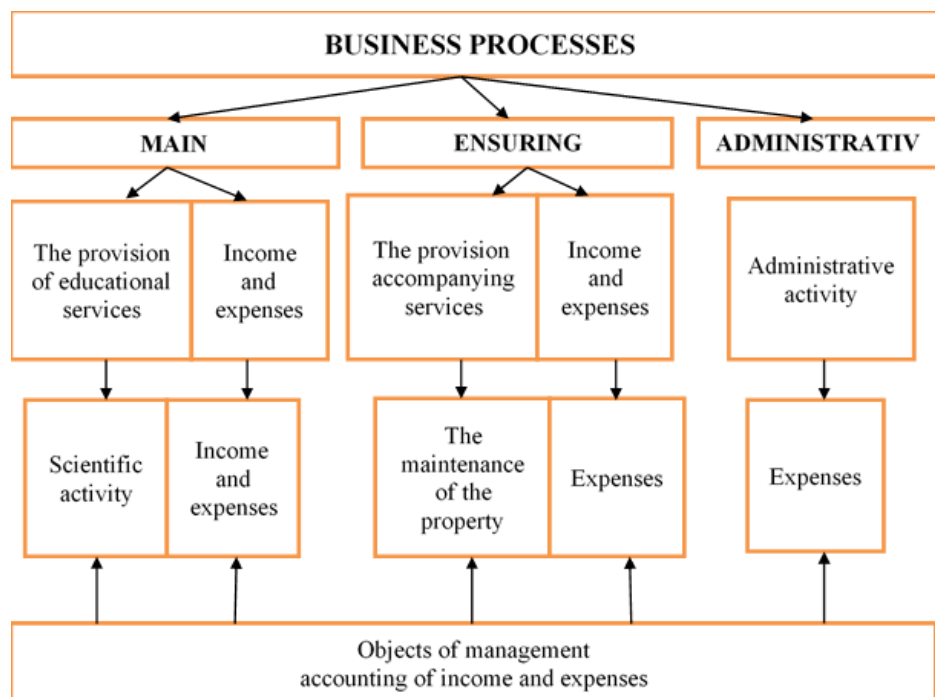 BUSINESS PROCESSES
MAIN
ENSURING
ADMINISTRATIV
The provision
of educational
services
Income
and
expenses
The provision
accompanying
services
Income
and
expenses
Administrative
activity
Scientific
activity
Income
and
expenses
The
maintenance
of the
property
Expenses
Expenses
Objects of management
accounting of income and expenses